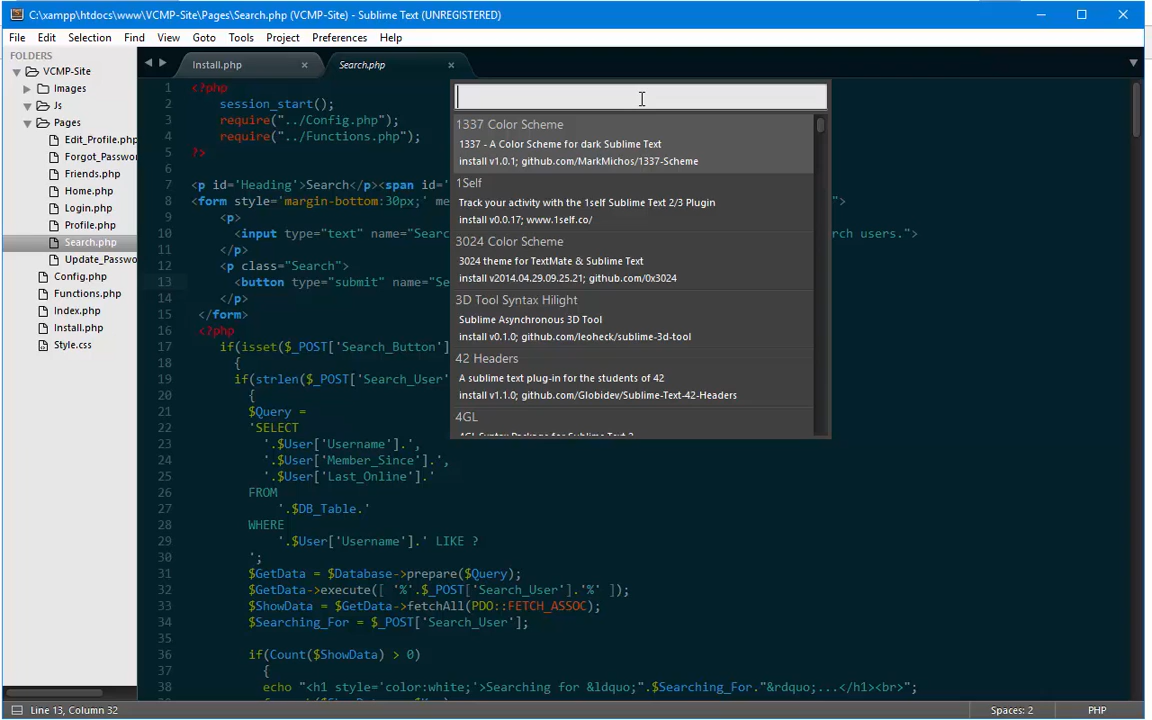 C:\xampp\htdocs\www\VCMP-Site\Pages\Search.php (VCMP-Site) - Sublime Text (UNREGISTERED)
File Edit Selection Find View Goto Tools Project Preferences Help
FOLDERS
VCMP-Site
Images
Js
Pages
Edit_Profile.php
Forgot_Passwo
Friends.php
Home.php
Login.php
Profile.php
Search.php
Update_Passwo
Config.php
Functions.php
Index.php
Install.php
Style.css
Install.php Search.php
1 <?php
2 session_start();
3 require("../Config.php");
4 require("../Functions.php");
5 ?>
6
7 <p id='Heading'>Search</p><span id='
8 <form style='margin-bottom:30px;' me ">
9 <p>
10 <input type="text" name="Searc rch users.">
11 </p>
12 <p class="Search">
13 <button type="submit" name="Se
14 </p>
15 </form>
16 <?php
17 if(isset($_POST['Search_Button']
18 {
19 if(strlen($_POST['Search_User'
20 {
21 $Query =
22 'SELECT
23 '.$User['Username'].',
24 '.$User['Member_Since'].',
25 '.$User['Last_Online'].'
26 FROM
27 '.$DB_Table.'
28 WHERE
29 '.$User['Username'].' LIKE ?
30 ';
31 $GetData = $Database->prepare($Query);
32 $GetData->execute([ '%'.$_POST['Search_User'].'%' ]);
33 $ShowData = $GetData->fetchAll(PDO::FETCH_ASSOC);
34 $Searching_For = $_POST['Search_User'];
35
36 if(Count($ShowData) > 0)
37 {
38 echo "<h1 style='color:white;'>Searching for &ldquo;".$Searching_For."&rdquo;...</h1><br>";
1337 Color Scheme
1337 - A Color Scheme for dark Sublime Text
install v1.0.1; github.com/MarkMichos/1337-Scheme
1Self
Track your activity with the 1self Sublime Text 2/3 Plugin
install v0.0.17; www.1self.co/
3024 Color Scheme
3024 theme for TextMate & Sublime Text
install v2014.04.29.09.25.21; github.com/0x3024
3D Tool Syntax Hilight
Sublime Asynchronous 3D Tool
install v0.1.0; github.com/leoheck/sublime-3d-tool
42 Headers
A sublime text plug-in for the students of 42
install v1.1.0; github.com/Globidev/Sublime-Text-42-Headers
4GL
4GL Syntax Package for Sublime Text 2
Line 13, Column 32 Spaces: 2 PHP